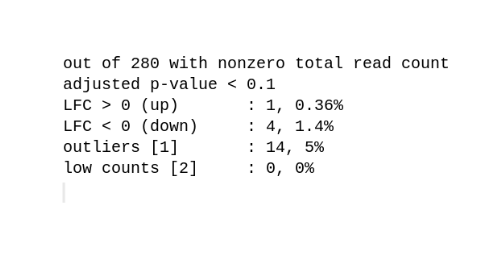 out of 280 with nonzero total read count
adjusted p-value < 0.1
LFC > 0 (up)       : 1, 0.36%
LFC < 0 (down)     : 4, 1.4%
outliers [1]       : 14, 5%
low counts [2]     : 0, 0%